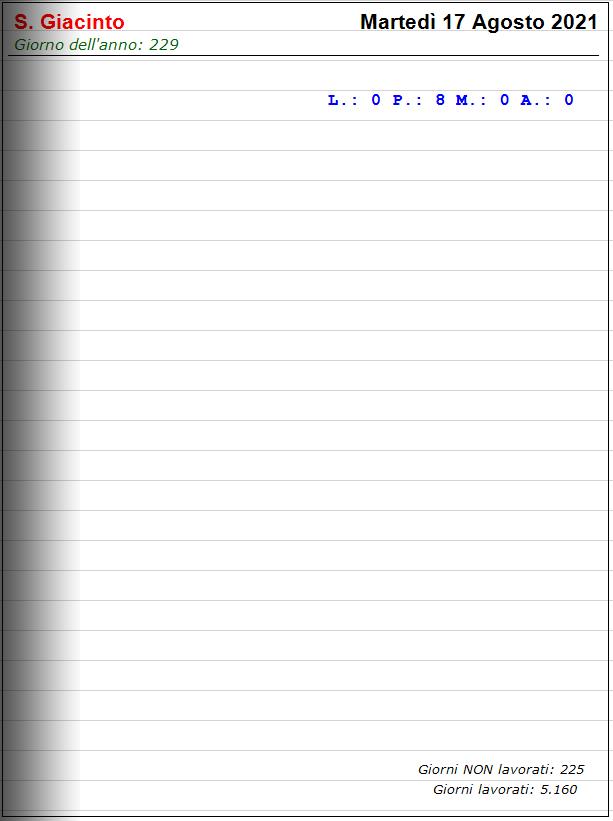 S. Giacinto Martedì 17 Agosto 2021
Giorno dell'anno: 229
L.: 0 P.: 8 M.: 0 A.: 0
Giorni NON lavorati: 225
Giorni lavorati: 5.160